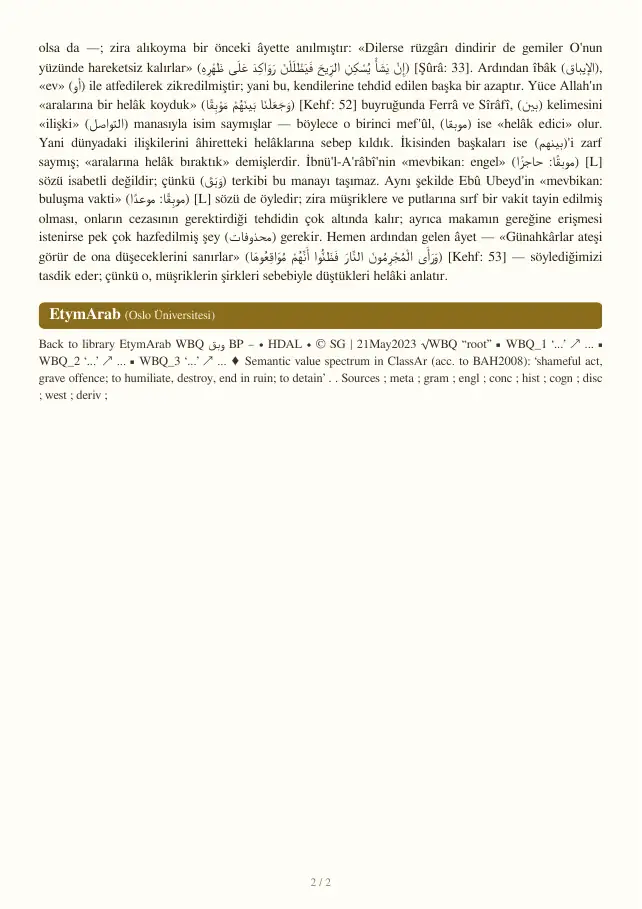 olsa da —; zira alıkoyma bir önceki âyette anılmıştır: «Dilerse rüzgârı dindirir de gemiler O'nun
yüzünde hareketsiz kalırlar» (إِنْ يَشَأْ يُسْكِنِ الرِّيحَ فَيَظْلَلْنَ رَوَاكِدَ عَلَى ظَهْرِهِ) [Şûrâ: 33]. Ardından îbâk (الإيباق),
«ev» (أو) ile atfedilerek zikredilmiştir; yani bu, kendilerine tehdid edilen başka bir azaptır. Yüce Allah'ın
«aralarına bir helâk koyduk» (وَجَعَلْنَا بَيْنَهُمْ مَوْبِقًا) [Kehf: 52] buyruğunda Ferrâ ve Sîrâfî, (بين) kelimesini
«ilişki» (التواصل) manasıyla isim saymışlar — böylece o birinci mef'ûl, (موبقا) ise «helâk edici» olur.
Yani dünyadaki ilişkilerini âhiretteki helâklarına sebep kıldık. İkisinden başkaları ise (بينهم)'i zarf
saymış; «aralarına helâk bıraktık» demişlerdir. İbnü'l-A'râbî'nin «mevbikan: engel» (موبِقًا: حاجزًا) [L]
sözü isabetli değildir; çünkü (وَبَق) terkibi bu manayı taşımaz. Aynı şekilde Ebû Ubeyd'in «mevbikan:
buluşma vakti» (موبِقًا: موعدًا) [L] sözü de öyledir; zira müşriklere ve putlarına sırf bir vakit tayin edilmiş
olması, onların cezasının gerektirdiği tehdidin çok altında kalır; ayrıca makamın gereğine erişmesi
istenirse pek çok hazfedilmiş şey (محذوفات) gerekir. Hemen ardından gelen âyet — «Günahkârlar ateşi
görür de ona düşeceklerini sanırlar» (وَرَأَى الْمُجْرِمُونَ النَّارَ فَظَنُّوا أَنَّهُمْ مُوَاقِعُوهَا) [Kehf: 53] — söylediğimizi
tasdik eder; çünkü o, müşriklerin şirkleri sebebiyle düştükleri helâki anlatır.
EtymArab (Oslo Üniversitesi)
Back to library EtymArab WBQ وبق BP – • HDAL • © SG | 21May2023 √WBQ “root” ▪ WBQ_1 ‘...’ ↗ ... ▪
WBQ_2 ‘...’ ↗ ... ▪ WBQ_3 ‘...’ ↗ ... ♦ Semantic value spectrum in ClassAr (acc. to BAH2008): ‘shameful act,
grave offence; to humiliate, destroy, end in ruin; to detain’ . . Sources ; meta ; gram ; engl ; conc ; hist ; cogn ; disc
; west ; deriv ;
2 / 2